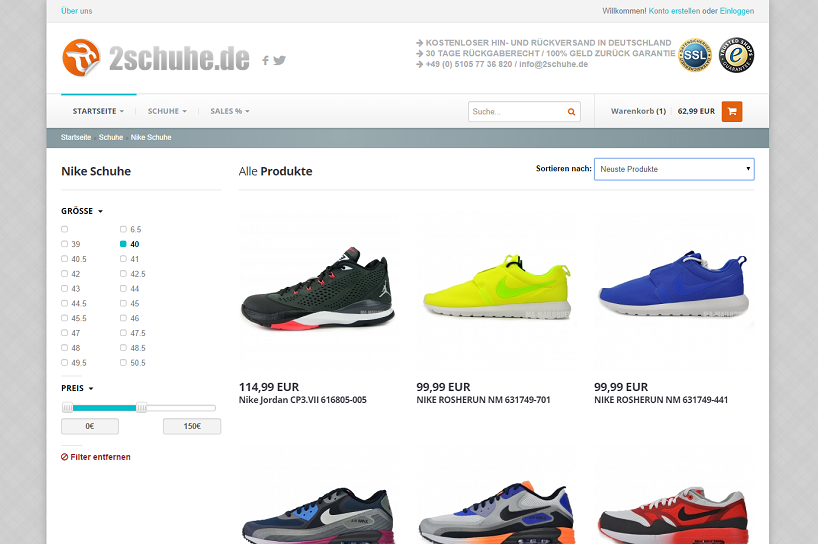 Über uns
Willkommen! Konto erstellen oder Einloggen
2schuhe.de
→ KOSTENLOSER HIN- UND RÜCKVERSAND IN DEUTSCHLAND
→ 30 TAGE RÜCKGABERECHT / 100% GELD ZURÜCK GARANTIE
→ +49 (0) 5105 77 36 820 / info@2schuhe.de
SSL
TRUSTED SHOPS
GUARANTEE
STARTSEITE
SCHUHE
SALES %
Suche...
Warenkorb (1)
62,99 EUR
Startseite
Schuhe
Nike Schuhe
Nike Schuhe
Alle Produkte
Sortieren nach:
Neuste Produkte
GRÖSSE
6.5
39
40
40.5
41
42
42.5
43
44
44.5
45
45.5
46
47
47.5
48
48.5
49.5
50.5
PREIS
0€
150€
Filter entfernen
114,99 EUR
Nike Jordan CP3.VII 616805-005
99,99 EUR
NIKE ROSHERUN NM 631749-701
99,99 EUR
NIKE ROSHERUN NM 631749-441